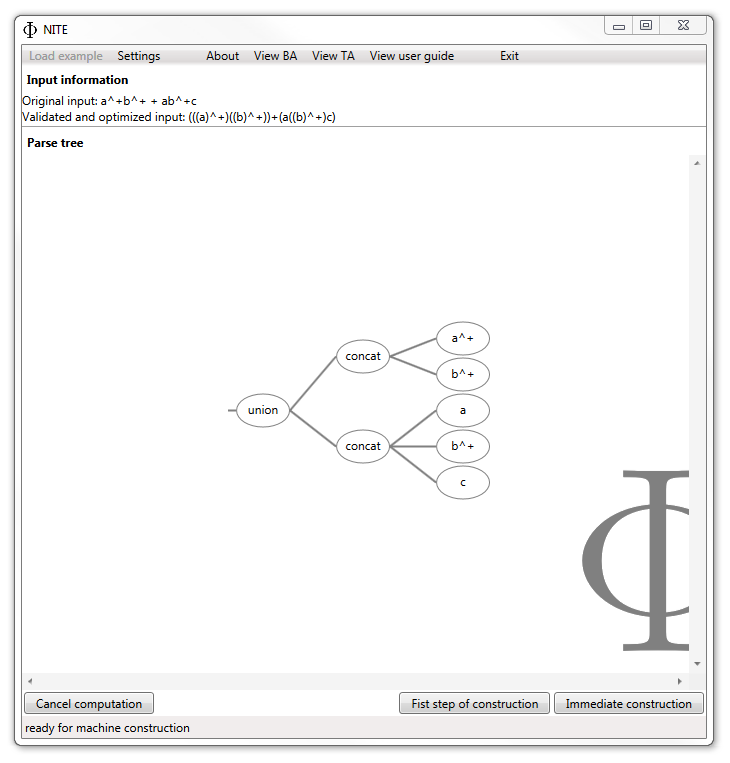 Φ NITE
Load example Settings About View BA View TA View user guide Exit
Input information
Original input: a^+b^+ + ab^+c
Validated and optimized input: (((a)^+)((b)^+))+(a((b)^+)c)
Parse tree
a^+
concat
b^+
union
a
concat
b^+
c
Φ
Cancel computation Fist step of construction Immediate construction
ready for machine construction